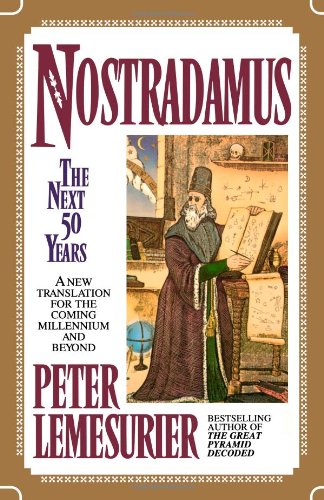 NOSTRADAMUS
THE
NEXT
50
YEARS
A NEW
TRANSLATION
FOR THE
COMING
MILLENNIUM
AND
BEYOND
PETER
LEMESURIER
BESTSELLING
AUTHOR OF
THE GREAT
PYRAMID
DECODED